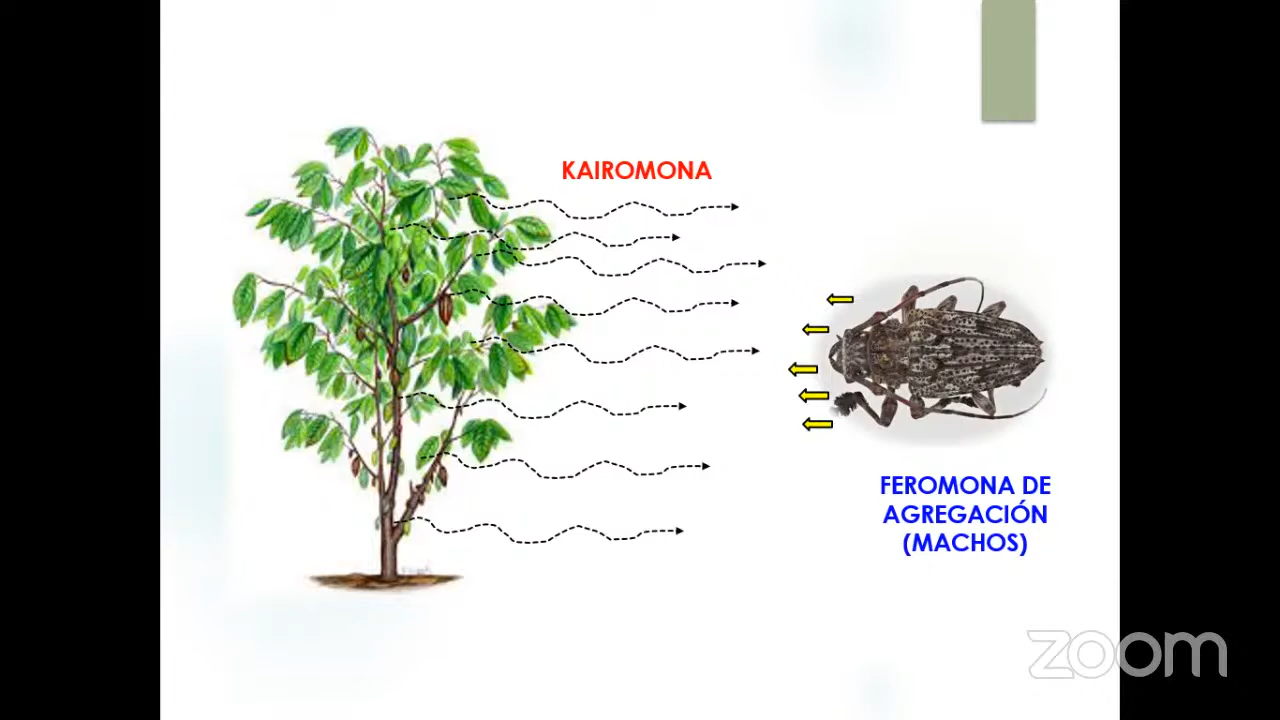 KAIROMONA
FEROMONA DE
AGREGACIÓN
(MACHOS)
zoom